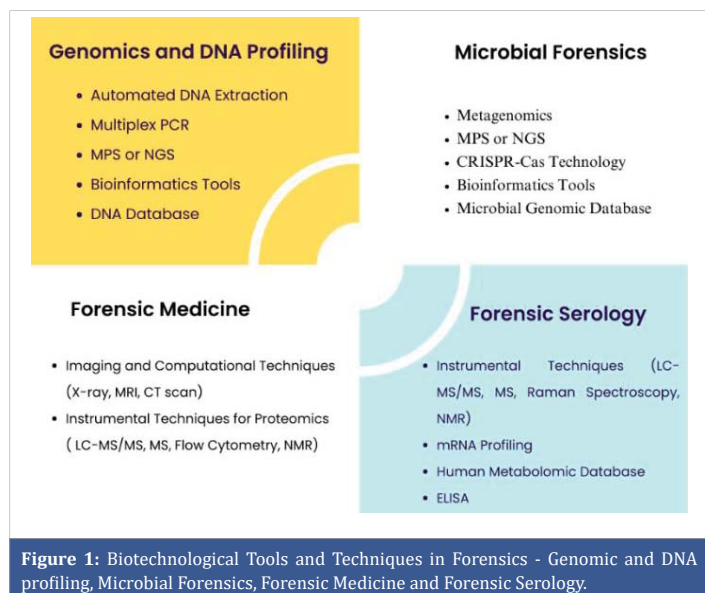 Genomics and DNA Profiling
• Automated DNA Extraction
• Multiplex PCR
• MPS or NGS
• Bioinformatics Tools
• DNA Database
Microbial Forensics
• Metagenomics
• MPS or NGS
• CRISPR-Cas Technology
• Bioinformatics Tools
• Microbial Genomic Database
Forensic Medicine
• Imaging and Computational Techniques
(X-ray, MRI, CT scan)
• Instrumental Techniques for Proteomics
( LC-MS/MS, MS, Flow Cytometry, NMR)
Forensic Serology
• Instrumental Techniques (LC-
MS/MS, MS, Raman Spectroscopy,
NMR)
• mRNA Profiling
• Human Metabolomic Database
• ELISA
Figure 1: Biotechnological Tools and Techniques in Forensics - Genomic and DNA
profiling, Microbial Forensics, Forensic Medicine and Forensic Serology.